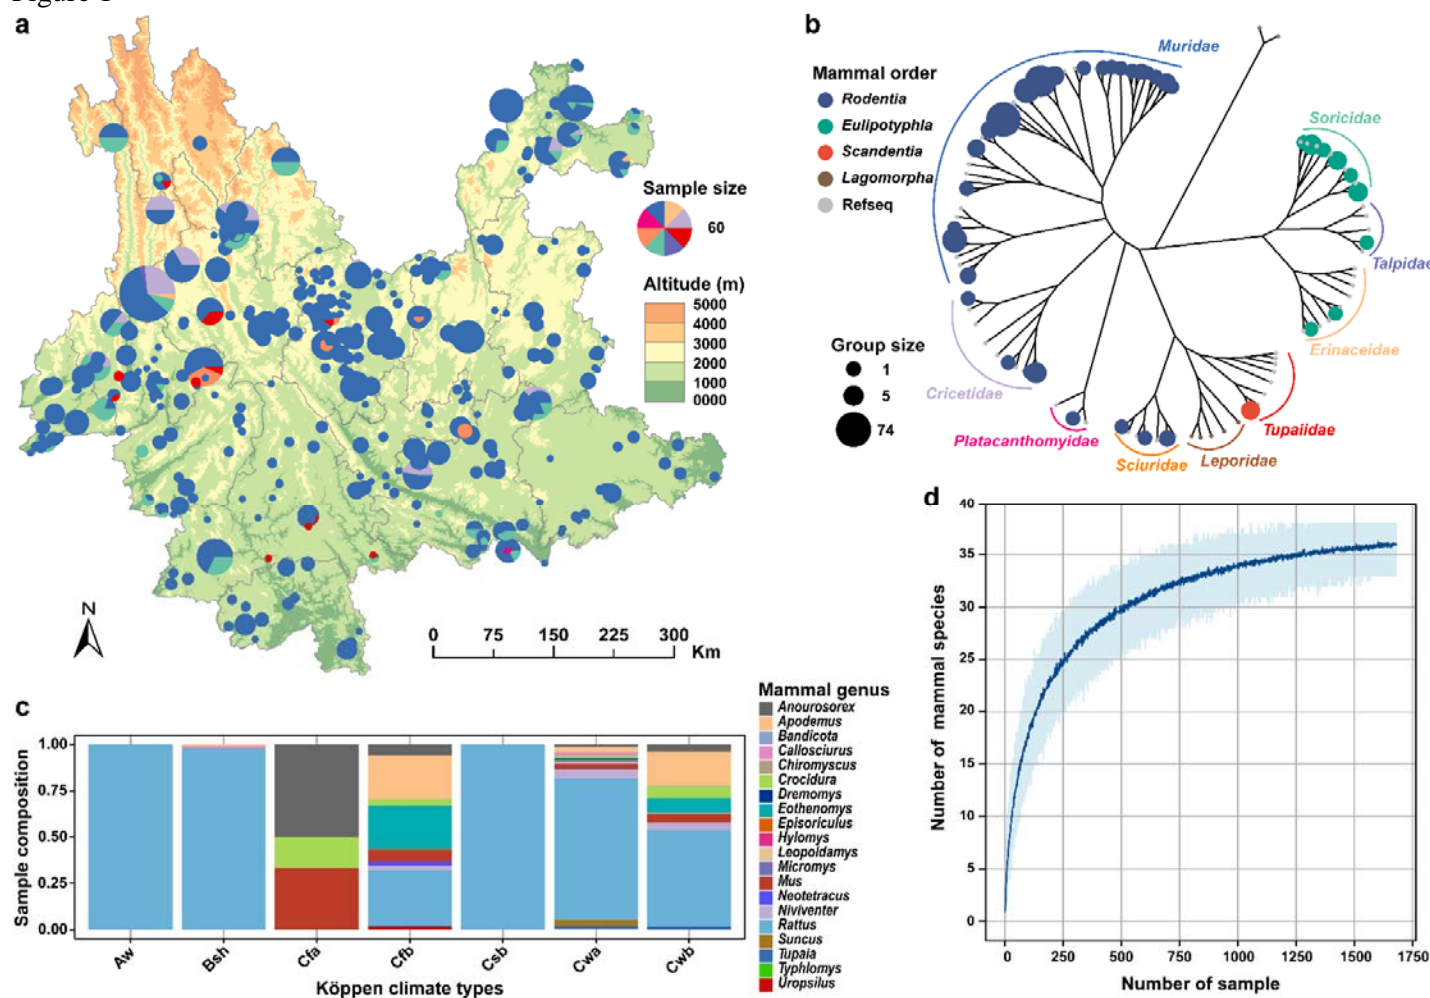 Figure 1
a
Sample size
60
Altitude (m)
5000
4000
3000
2000
1000
0000
N
0 75 150 225 300
Km
b
Mammal order
Rodentia
Eulipotyphla
Scandentia
Lagomorpha
Refseq
Group size
1
5
74
Muridae
Soricidae
Talpidae
Erinaceidae
Tupaiidae
Leporidae
Sciuridae
Platacanthomyidae
Cricetidae
c
Sample composition
1.00
0.75
0.50
0.25
0.00
Aw Bsh Cfa Cfb Csb Cwa Cwb
Köppen climate types
Mammal genus
Anourosorex
Apodemus
Bandicota
Callosciurus
Chiromyscus
Crocidura
Dremomys
Eothenomys
Episoriculus
Hylomys
Leopoldamys
Micromys
Mus
Neotetracus
Niviventer
Rattus
Suncus
Tupaia
Typhlomys
Uropsilus
d
Number of mammal species
40
35
30
25
20
15
10
5
0
0 250 500 750 1000 1250 1500 1750
Number of sample